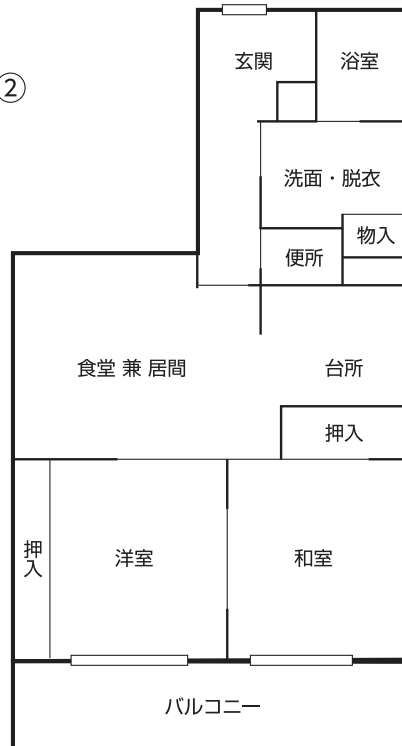 ②
玄関
浴室
洗面・脱衣
物入
便所
食堂 兼 居間
台所
押入
押入
洋室
和室
バルコニー